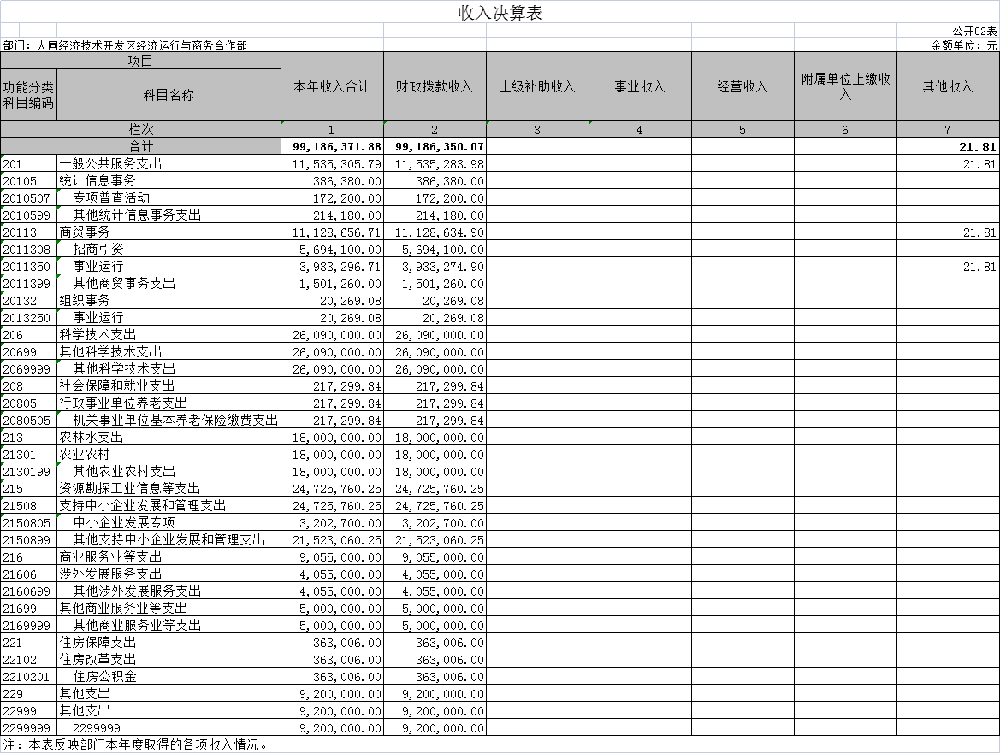 收入决算表
公开02表
部门：大同经济技术开发区经济运行与商务合作部 金额单位：元
项目 本年收入合计 财政拨款收入 上级补助收入 事业收入 经营收入 附属单位上缴收入 其他收入
功能分类科目编码 科目名称
栏次 1 2 3 4 5 6 7
合计 99,186,371.88 99,186,350.07 21.81
201 一般公共服务支出 11,535,305.79 11,535,283.98 21.81
20105 统计信息事务 386,380.00 386,380.00
2010507 专项普查活动 172,200.00 172,200.00
2010599 其他统计信息事务支出 214,180.00 214,180.00
20113 商贸事务 11,128,656.71 11,128,634.90 21.81
2011308 招商引资 5,694,100.00 5,694,100.00
2011350 事业运行 3,933,296.71 3,933,274.90 21.81
2011399 其他商贸事务支出 1,501,260.00 1,501,260.00
20132 组织事务 20,269.08 20,269.08
2013250 事业运行 20,269.08 20,269.08
206 科学技术支出 26,090,000.00 26,090,000.00
20699 其他科学技术支出 26,090,000.00 26,090,000.00
2069999 其他科学技术支出 26,090,000.00 26,090,000.00
208 社会保障和就业支出 217,299.84 217,299.84
20805 行政事业单位养老支出 217,299.84 217,299.84
2080505 机关事业单位基本养老保险缴费支出 217,299.84 217,299.84
213 农林水支出 18,000,000.00 18,000,000.00
21301 农业农村 18,000,000.00 18,000,000.00
2130199 其他农业农村支出 18,000,000.00 18,000,000.00
215 资源勘探工业信息等支出 24,725,760.25 24,725,760.25
21508 支持中小企业发展和管理支出 24,725,760.25 24,725,760.25
2150805 中小企业发展专项 3,202,700.00 3,202,700.00
2150899 其他支持中小企业发展和管理支出 21,523,060.25 21,523,060.25
216 商业服务业等支出 9,055,000.00 9,055,000.00
21606 涉外发展服务支出 4,055,000.00 4,055,000.00
2160699 其他涉外发展服务支出 4,055,000.00 4,055,000.00
21699 其他商业服务业等支出 5,000,000.00 5,000,000.00
2169999 其他商业服务业等支出 5,000,000.00 5,000,000.00
221 住房保障支出 363,006.00 363,006.00
22102 住房改革支出 363,006.00 363,006.00
2210201 住房公积金 363,006.00 363,006.00
229 其他支出 9,200,000.00 9,200,000.00
22999 其他支出 9,200,000.00 9,200,000.00
2299999 2299999 9,200,000.00 9,200,000.00
注：本表反映部门本年度取得的各项收入情况。